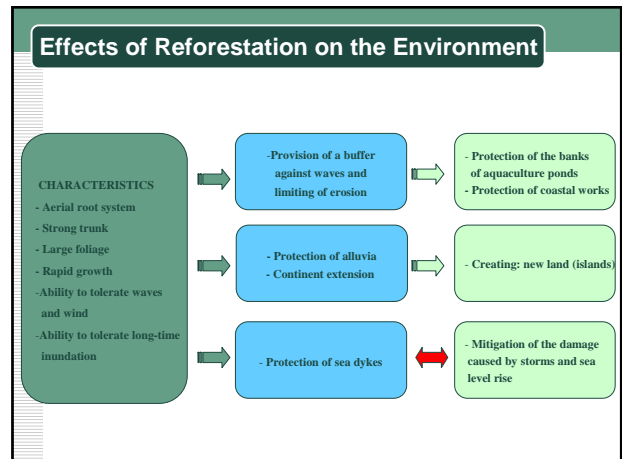 Effects of Reforestation on the Environment
CHARACTERISTICS
- Aerial root system
- Strong trunk
- Large foliage
- Rapid growth
-Ability to tolerate waves
and wind
-Ability to tolerate long-time
inundation
-Provision of a buffer
against waves and
limiting of erosion
- Protection of the banks
of aquaculture ponds
- Protection of coastal works
- Protection of alluvia
- Continent extension
- Creating: new land (islands)
- Protection of sea dykes
- Mitigation of the damage
caused by storms and sea
level rise